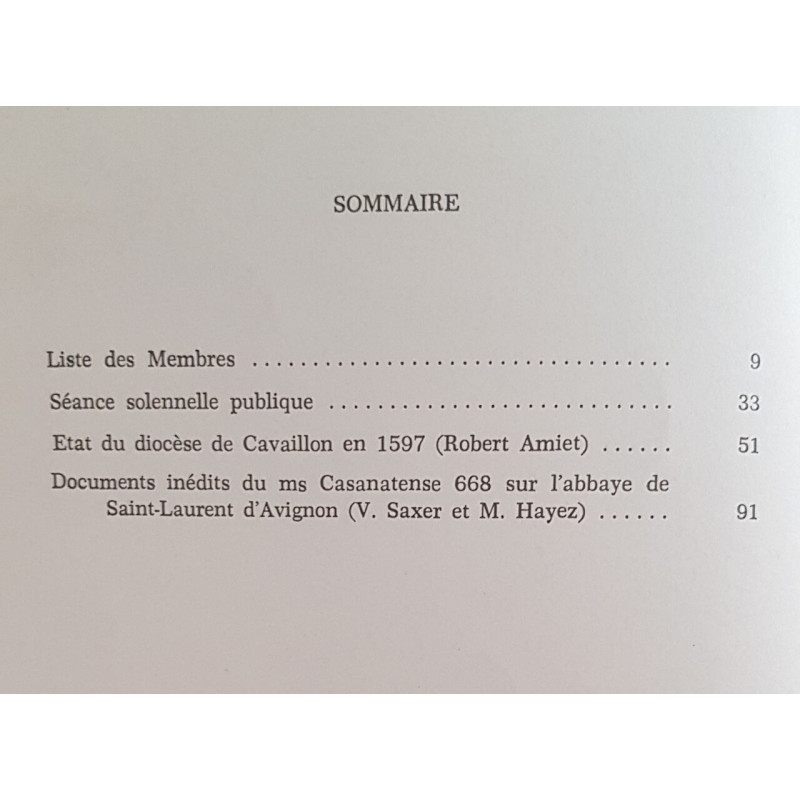 SOMMAIRE
Liste des Membres .................................. 9
Séance solennelle publique ............................ 33
Etat du diocèse de Cavaillon en 1597 (Robert Amiet) ...... 51
Documents inédits du ms Casanatense 668 sur l'abbaye de
Saint-Laurent d'Avignon (V. Saxer et M. Hayez) ...... 91